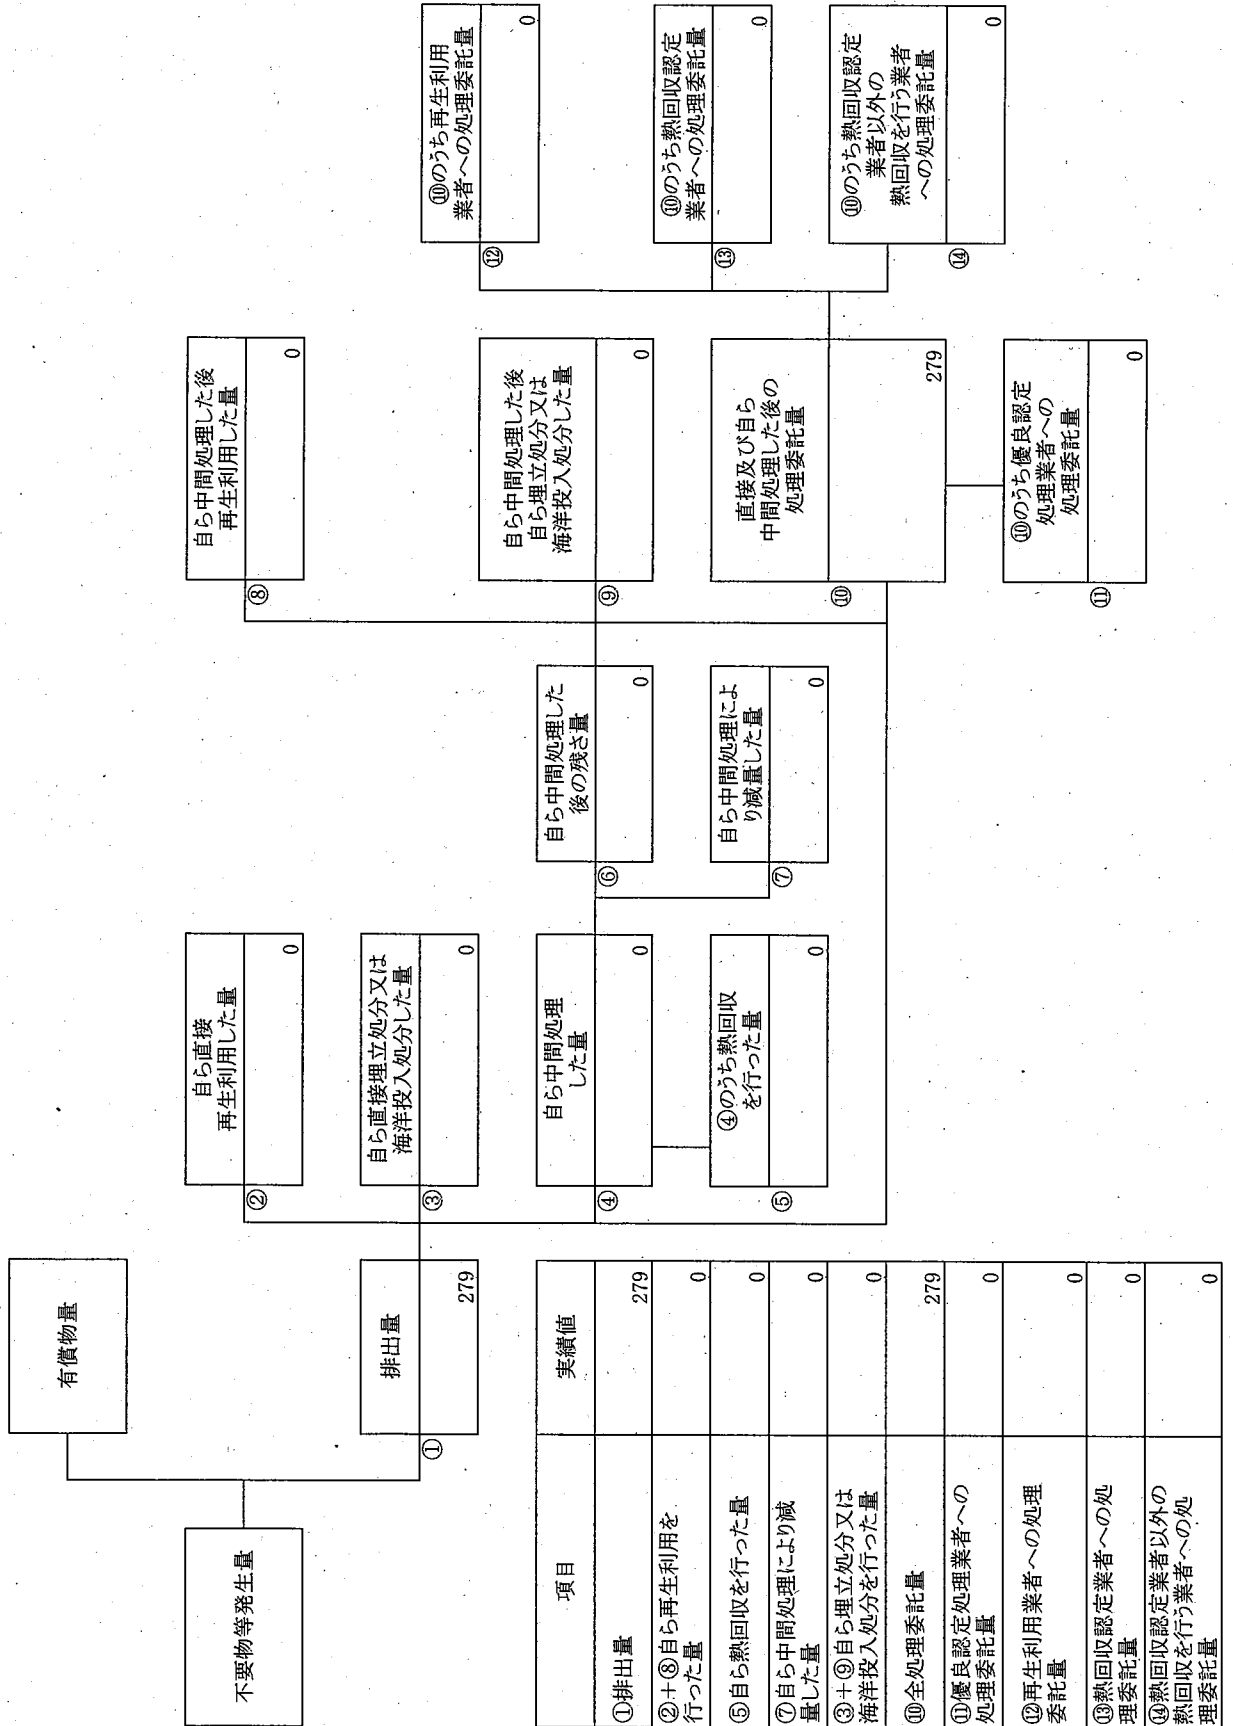 不要物等発生量
有償物量
①
排出量
279
②
自ら直接
再生利用した量
0
③
自ら直接埋立処分又は
海洋投入処分した量
0
④
自ら中間処理
した量
0
⑤
④のうち熱回収
を行った量
0
⑥
自ら中間処理した
後の残さ量
0
⑦
自ら中間処理によ
り減量した量
0
⑧
自ら中間処理した後
再生利用した量
0
⑨
自ら中間処理した後
自ら埋立処分又は
海洋投入処分した量
0
⑩
直接及び自ら
中間処理した後の
処理委託量
279
⑪
⑩のうち優良認定
処理業者への
処理委託量
0
⑫
⑩のうち再生利用
業者への処理委託量
0
⑬
⑩のうち熱回収認定
業者への処理委託量
0
⑭
⑩のうち熱回収認定
業者以外の
熱回収を行う業者
への処理委託量
0
項目 実績値
①排出量 279
②+⑧自ら再生利用を
行った量 0
⑤自ら熱回収を行った量 0
⑦自ら中間処理により減
量した量 0
③+⑨自ら埋立処分又は
海洋投入処分を行った量 0
⑩全処理委託量 279
⑪優良認定処理業者への
処理委託量 0
⑫再生利用業者への処理
委託量 0
⑬熱回収認定業者への処
理委託量 0
⑭熱回収認定業者以外の
熱回収を行う業者への処
理委託量 0